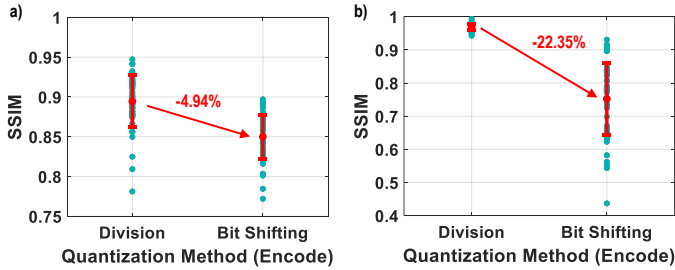 a)
SSIM
1
0.95
0.9
0.85
0.8
0.75
-4.94%
Division
Bit Shifting
Quantization Method (Encode)
b)
SSIM
1
0.9
0.8
0.7
0.6
0.5
0.4
-22.35%
Division
Bit Shifting
Quantization Method (Encode)